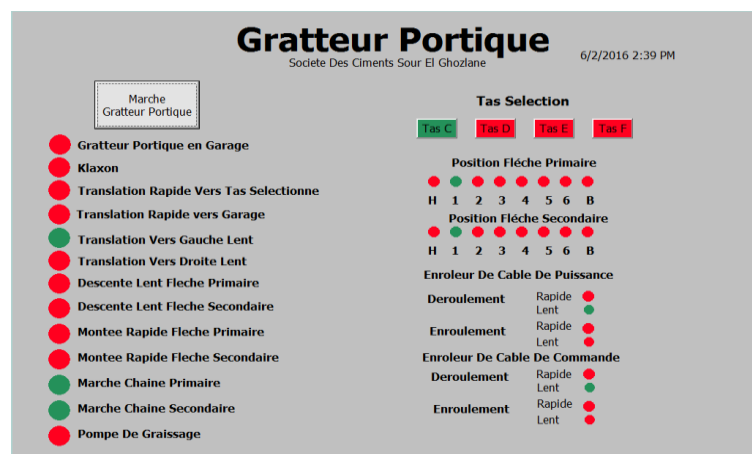 Gratteur Portique
Societe Des Ciments Sour El Ghozlane
6/2/2016 2:39 PM
Marche
Gratteur Portique
Gratteur Portique en Garage
Klaxon
Translation Rapide Vers Tas Selectionne
Translation Rapide vers Garage
Translation Vers Gauche Lent
Translation Vers Droite Lent
Descente Lent Fleche Primaire
Descente Lent Fleche Secondaire
Montee Rapide Fleche Primaire
Montee Rapide Fleche Secondaire
Marche Chaine Primaire
Marche Chaine Secondaire
Pompe De Graissage
Tas Selection
Tas C Tas D Tas E Tas F
Position Fléche Primaire
H 1 2 3 4 5 6 B
Position Fléche Secondaire
H 1 2 3 4 5 6 B
Enroleur De Cable De Puissance
Deroulement Rapide
Lent
Enroulement Rapide
Lent
Enroleur De Cable De Commande
Deroulement Rapide
Lent
Enroulement Rapide
Lent